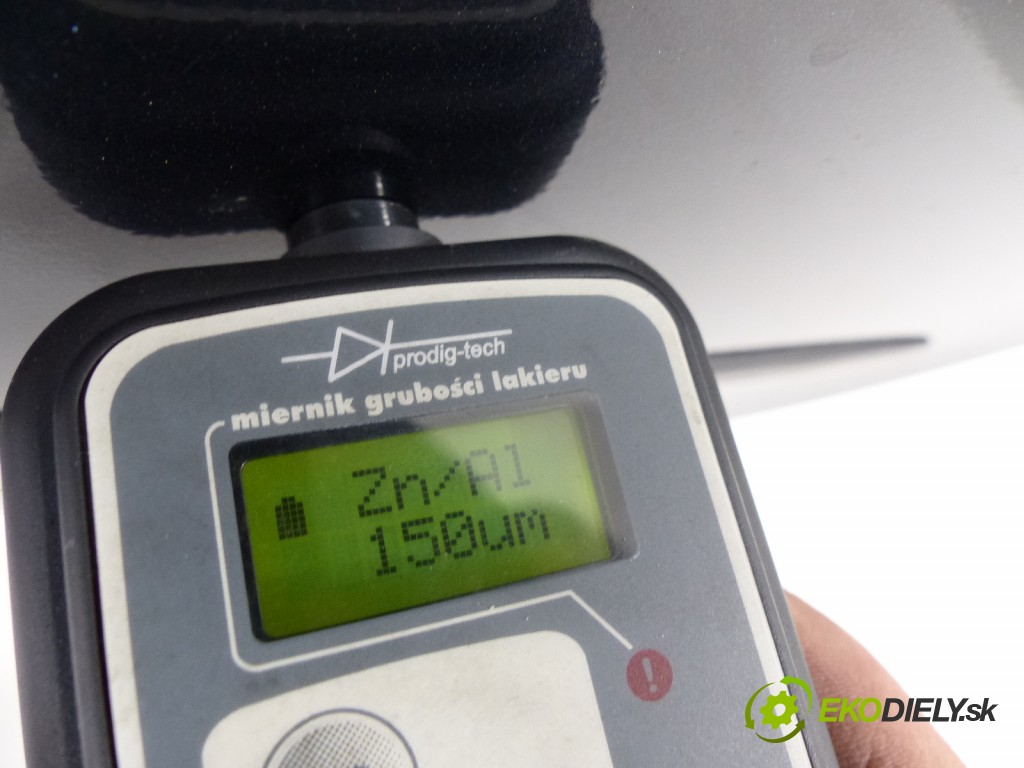 prodig-tech
miernik grubości lakieru
Zn/Al
150um
!
EKODIELY.sk